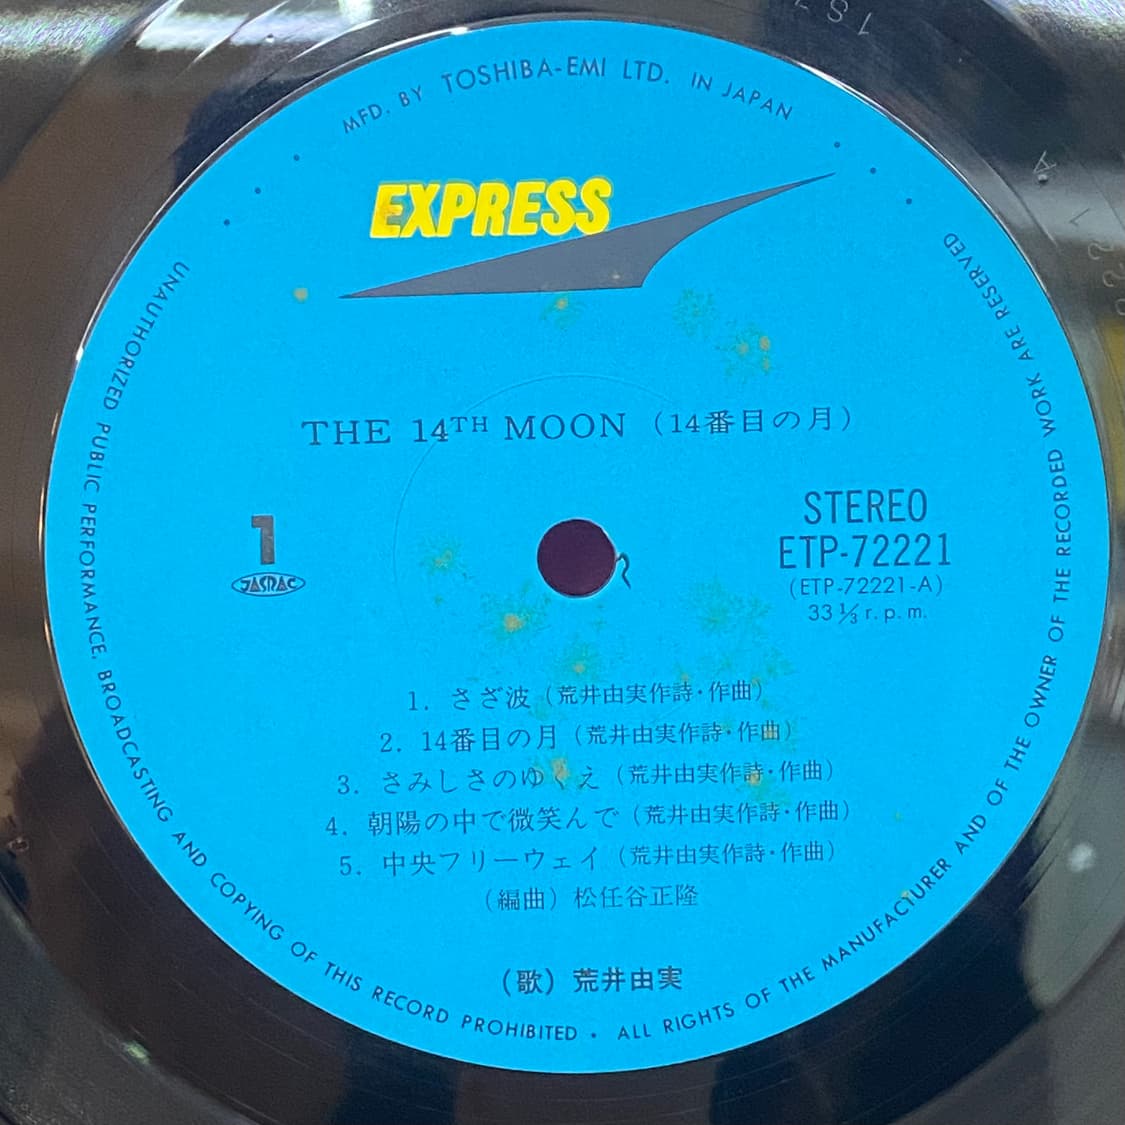 MFD. BY TOSHIBA-EMI LTD. IN JAPAN
EXPRESS
THE 14TH MOON (14番目の月)
1
JASRAC
STEREO
ETP-72221
(ETP-72221-A)
33 1/3 r.p.m.
1. さざ波 (荒井由実作詩・作曲)
2. 14番目の月 (荒井由実作詩・作曲)
3. さみしさのゆくえ (荒井由実作詩・作曲)
4. 朝陽の中で微笑んで (荒井由実作詩・作曲)
5. 中央フリーウェイ (荒井由実作詩・作曲)
(編曲) 松任谷正隆
(歌) 荒井由実
UNAUTHORIZED PUBLIC PERFORMANCE, BROADCASTING AND COPYING OF THIS RECORD PROHIBITED · ALL RIGHTS OF THE MANUFACTURER AND OF THE OWNER OF THE RECORDED WORK ARE RESERVED